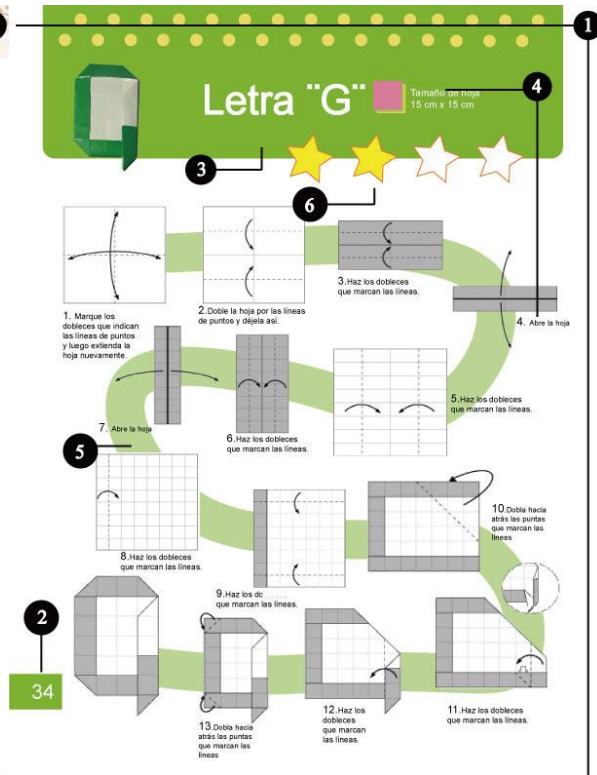 1
Letra ¨G¨
Tamaño de hoja
15 cm x 15 cm
4
3
6
1. Marque los
dobleces que indican
las líneas de puntos
y luego extienda la
hoja nuevamente.
2.Doble la hoja por las líneas
de puntos y déjela así.
3.Haz los dobleces
que marcan las líneas.
4. Abre la hoja
5.Haz los dobleces
que marcan las líneas.
6.Haz los dobleces
que marcan las líneas.
7. Abre la hoja
5
8.Haz los dobleces
que marcan las líneas.
9.Haz los
que marcan las líneas.
10.Dobla hacia
atrás las puntas
que marcan las
líneas
2
34
11.Haz los dobleces
que marcan las líneas.
12.Haz los
dobleces
que marcan
las líneas.
13.Dobla hacia
atrás las puntas
que marcan las
líneas